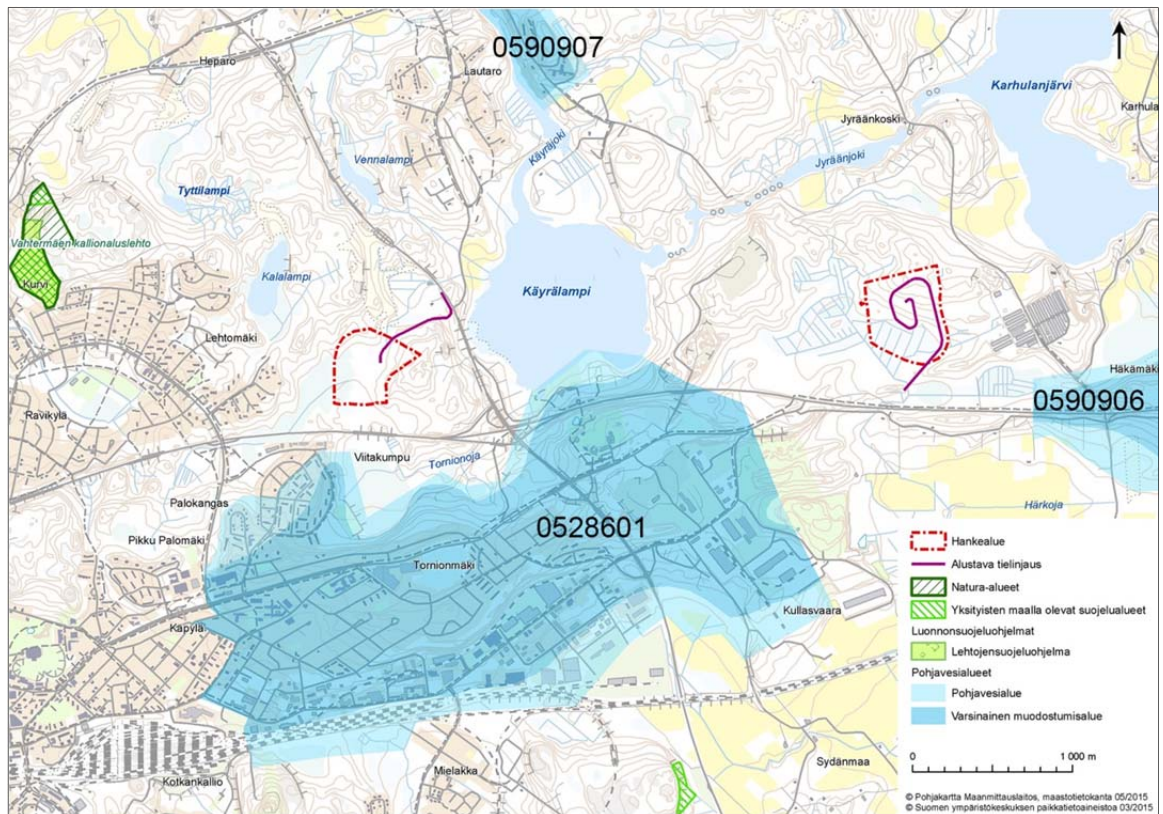 0590907
Heparo
Lautaro
Karhulanjärvi
Jyräänkoski
Karhula
Käyräjoki
Vennalampi
Jyräänjoki
Tyttilampi
Vahtermäen kallionaluslehto
Kurvi
Kalalampi
Käyrälampi
Lehtomäki
Häkämäki
Ravikylä
0590906
Viitakumpu
Tornionoja
Palokangas
Härkoja
Pikku Palomäki
0528601
Tornionmäki
Kullasvaara
Käpylä
Mielakka
Sydänmaa
Kotkankallio
Hankealue
Alustava tielinjaus
Natura-alueet
Yksityisten maalla olevat suojelualueet
Luonnonsuojeluohjelmat
Lehtojensuojeluohjelma
Pohjavesialueet
Pohjavesialue
Varsinainen muodostumisalue
0 1 000 m
© Pohjakartta Maanmittauslaitos, maastotietokanta 05/2015
© Suomen ympäristökeskuksen paikkatietoaineistoa 03/2015